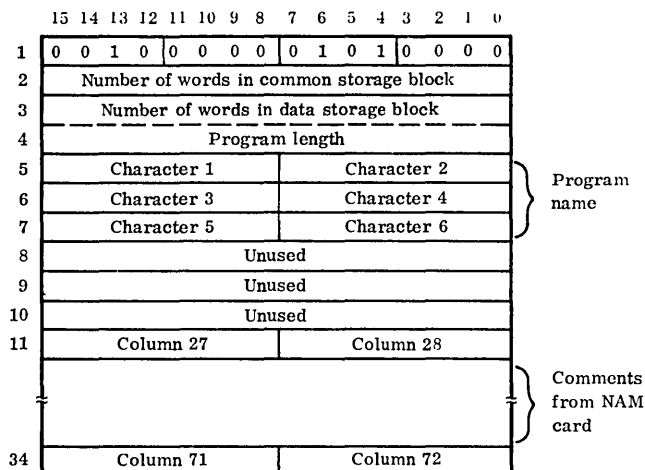 15 14 13 12 11 10 9 8 7 6 5 4 3 2 1 0
1 0 0 1 0 0 0 0 0 0 1 0 1 0 0 0 0
2 Number of words in common storage block
3 Number of words in data storage block
4 Program length
5 Character 1 Character 2
6 Character 3 Character 4
7 Character 5 Character 6
Program
name
8 Unused
9 Unused
10 Unused
11 Column 27 Column 28
Comments
from NAM
card
34 Column 71 Column 72